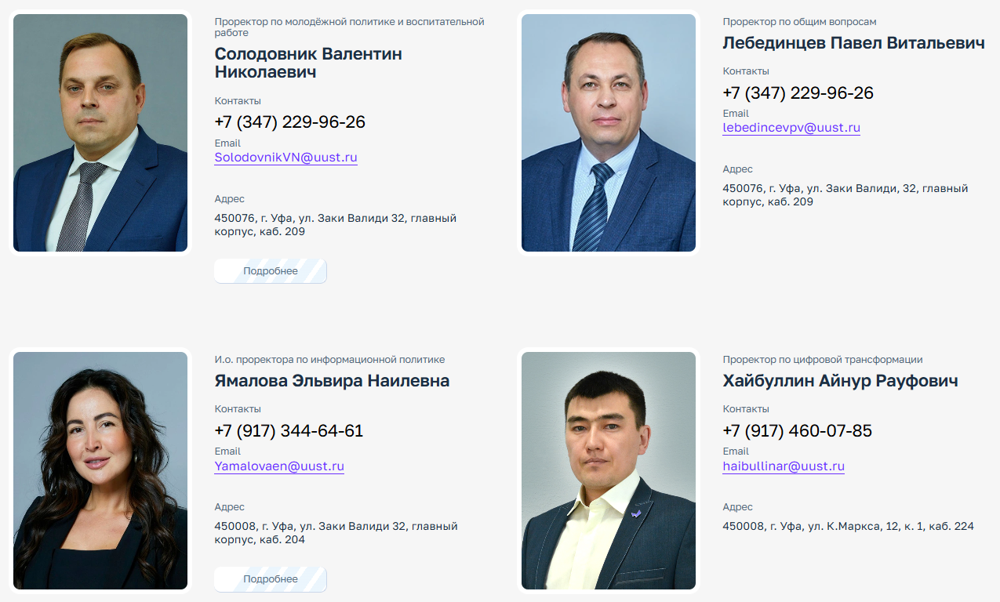 Проректор по молодёжной политике и воспитательной
работе
Солодовник Валентин
Николаевич
Контакты
+7 (347) 229-96-26
Email
SolodovnikVN@uust.ru
Адрес
450076, г. Уфа, ул. Заки Валиди 32, главный
корпус, каб. 209
Подробнее
Проректор по общим вопросам
Лебединцев Павел Витальевич
Контакты
+7 (347) 229-96-26
Email
lebedincevpv@uust.ru
Адрес
450076, г. Уфа, ул. Заки Валиди, 32, главный
корпус, каб. 209
И.о. проректора по информационной политике
Ямалова Эльвира Наилевна
Контакты
+7 (917) 344-64-61
Email
Yamalovaen@uust.ru
Адрес
450008, г. Уфа, ул. Заки Валиди 32, главный
корпус, каб. 204
Подробнее
Проректор по цифровой трансформации
Хайбуллин Айнур Рауфович
Контакты
+7 (917) 460-07-85
Email
haibullinar@uust.ru
Адрес
450008, г. Уфа, ул. К.Маркса, 12, к. 1, каб. 224